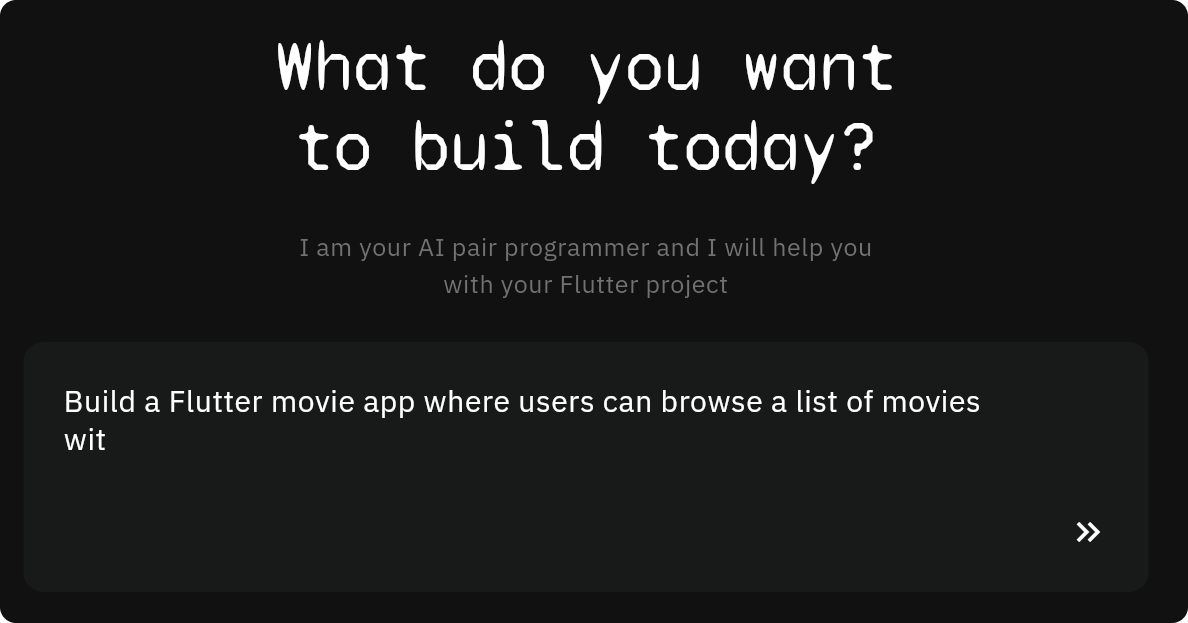 What do you want
to build today?
I am your AI pair programmer and I will help you
with your Flutter project
Build a Flutter movie app where users can browse a list of movies
wit